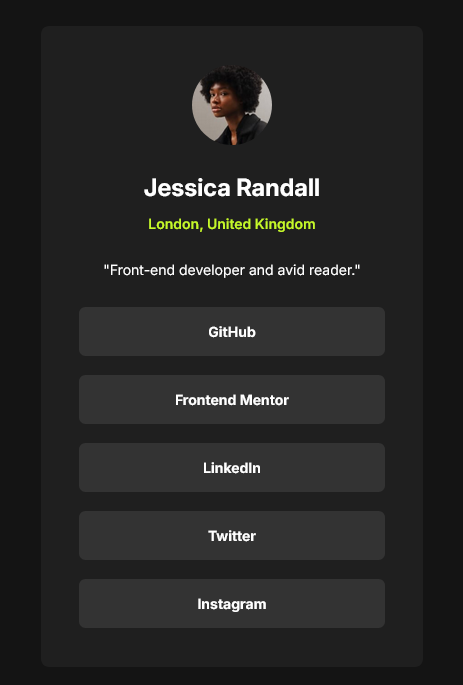 Jessica Randall
London, United Kingdom
"Front-end developer and avid reader."
GitHub
Frontend Mentor
LinkedIn
Twitter
Instagram